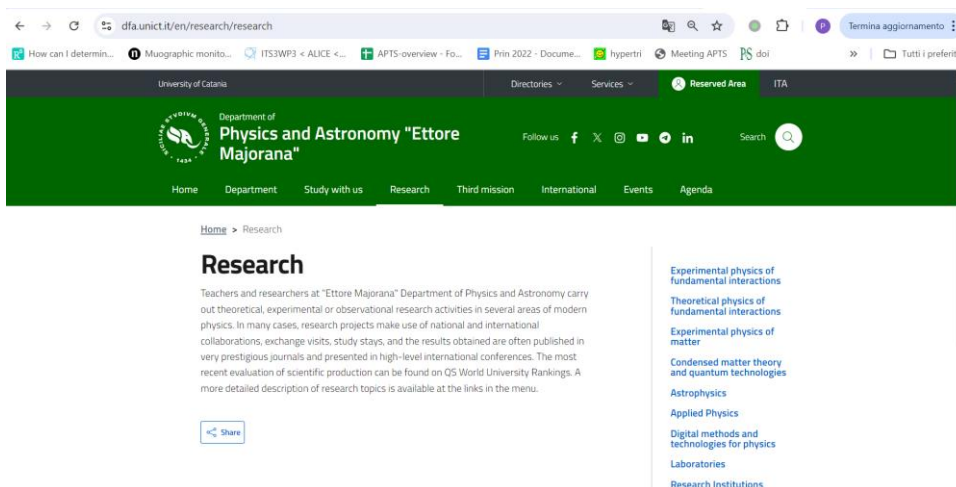 dfa.unict.it/en/research/research
Termina aggiornamento
How can I determin...
Muographic monito...
ITS3WP3 < ALICE <...
APTS-overview - Fo...
Prin 2022 - Docume...
hypertri
Meeting APTS
PS doi
»
Tutti i preferit
University of Catania
Directories
Services
Reserved Area
ITA
Department of
Physics and Astronomy "Ettore
Majorana"
Follow us
Search
Home
Department
Study with us
Research
Third mission
International
Events
Agenda
Home > Research
Research
Teachers and researchers at "Ettore Majorana" Department of Physics and Astronomy carry
out theoretical, experimental or observational research activities in several areas of modern
physics. In many cases, research projects make use of national and international
collaborations, exchange visits, study stays, and the results obtained are often published in
very prestigious journals and presented in high-level international conferences. The most
recent evaluation of scientific production can be found on QS World University Rankings. A
more detailed description of research topics is available at the links in the menu.
Share
Experimental physics of
fundamental interactions
Theoretical physics of
fundamental interactions
Experimental physics of
matter
Condensed matter theory
and quantum technologies
Astrophysics
Applied Physics
Digital methods and
technologies for physics
Laboratories
Research Institutions